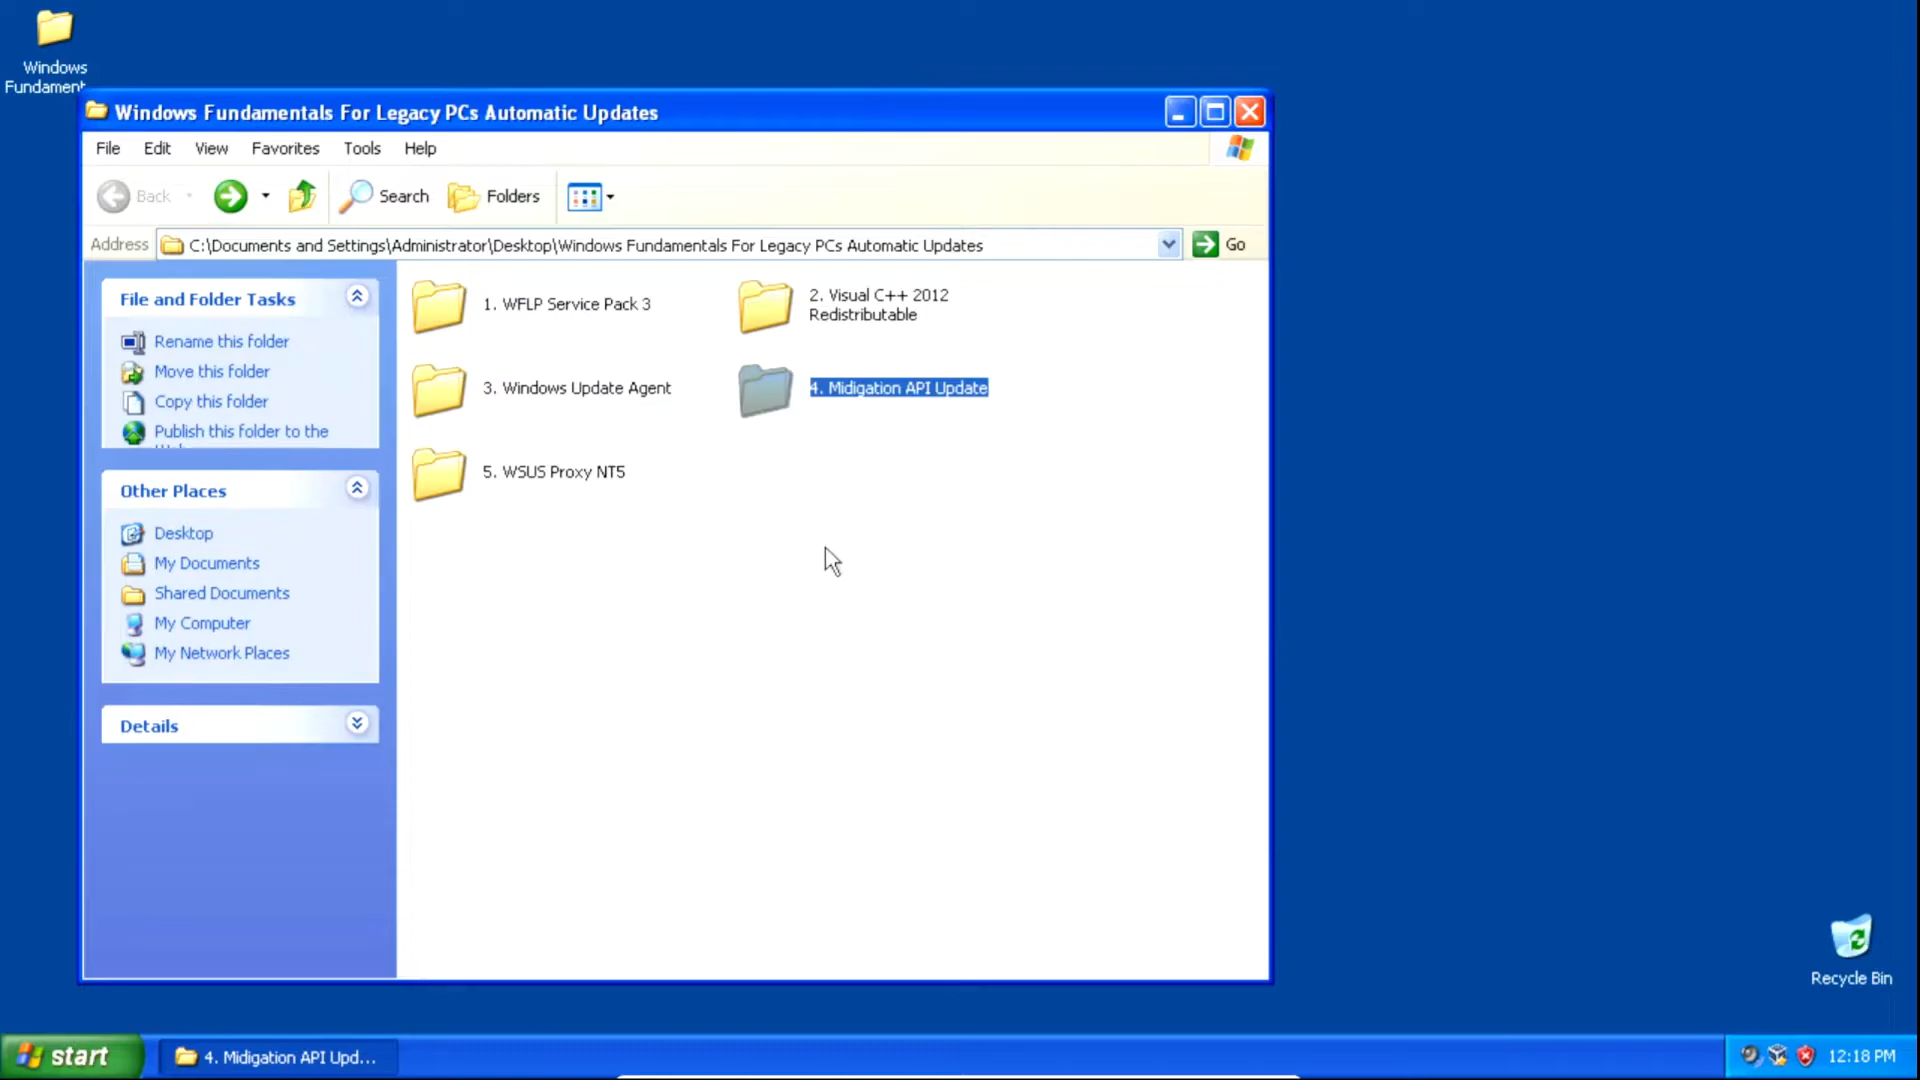 Windows
Fundament
Windows Fundamentals For Legacy PCs Automatic Updates
File Edit View Favorites Tools Help
Back Search Folders
Address C:\Documents and Settings\Administrator\Desktop\Windows Fundamentals For Legacy PCs Automatic Updates Go
File and Folder Tasks
Rename this folder
Move this folder
Copy this folder
Publish this folder to the
Other Places
Desktop
My Documents
Shared Documents
My Computer
My Network Places
Details
1. WFLP Service Pack 3
2. Visual C++ 2012
Redistributable
3. Windows Update Agent
4. Midigation API Update
5. WSUS Proxy NT5
Recycle Bin
start
4. Midigation API Upd...
12:18 PM